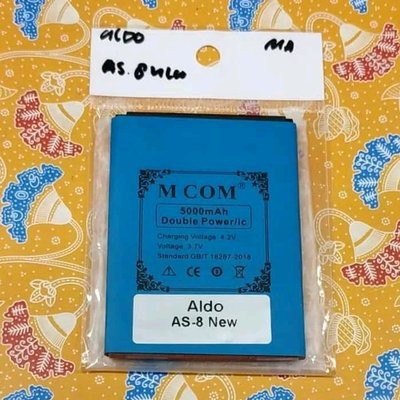 ALDO
MA
AS.8 New
M COM®
5000mAh
Double Power/ic
Charging Voltage 4.2V
Voltage 3.7V
Standard GB/T 18287-2018
Aldo
AS-8 New